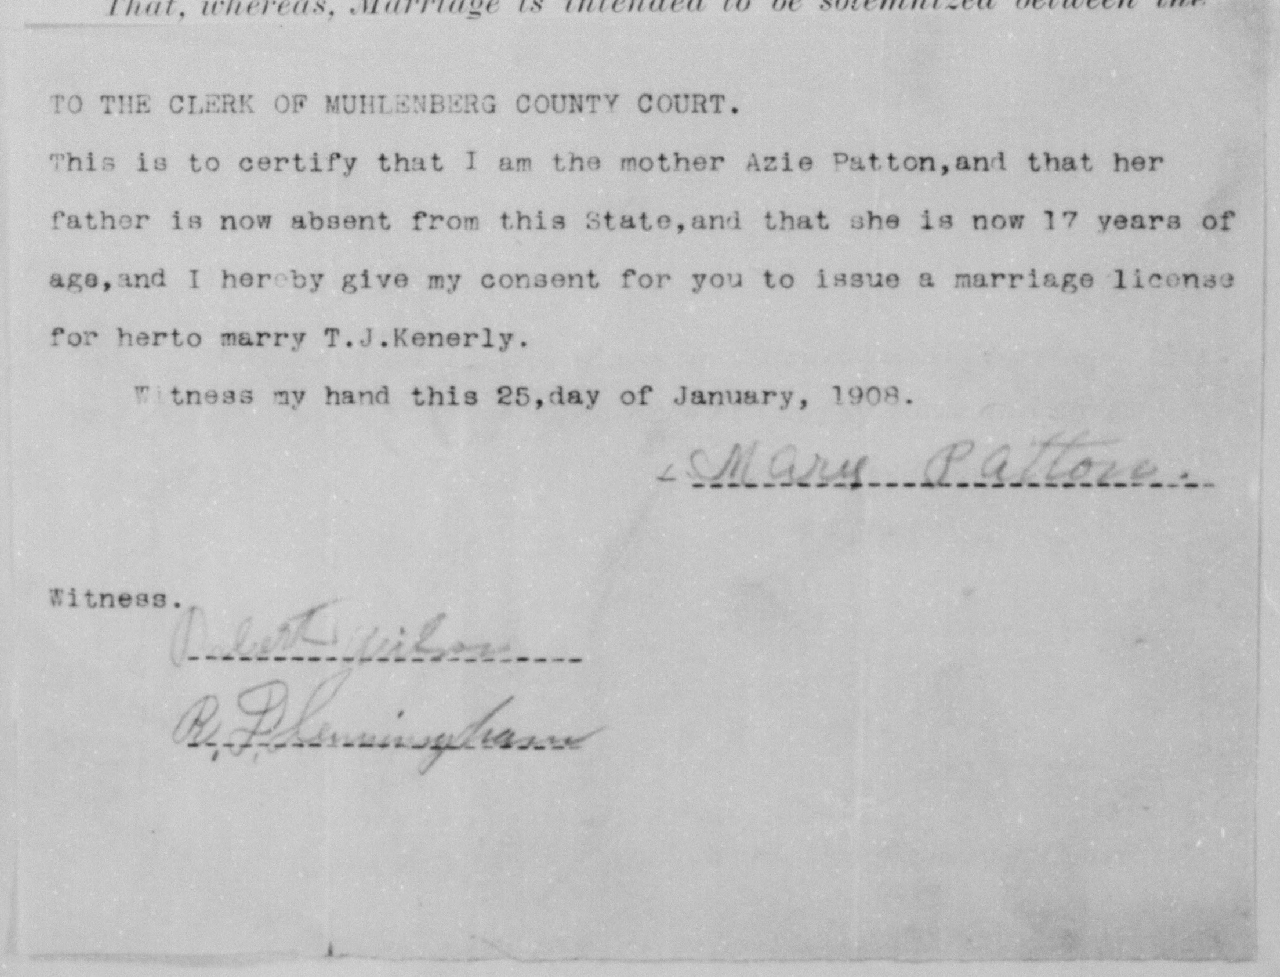 That, whereas, Marriage is intended to be solemnized between the
TO THE CLERK OF MUHLENBERG COUNTY COURT.
This is to certify that I am the mother Azie Patton,and that her
father is now absent from this State,and that she is now 17 years of
age,and I hereby give my consent for you to issue a marriage license
for herto marry T.J.Kenerly.
Witness my hand this 25,day of January, 1908.
Mary Patton.
Witness.
Robert Wilson
R. P.